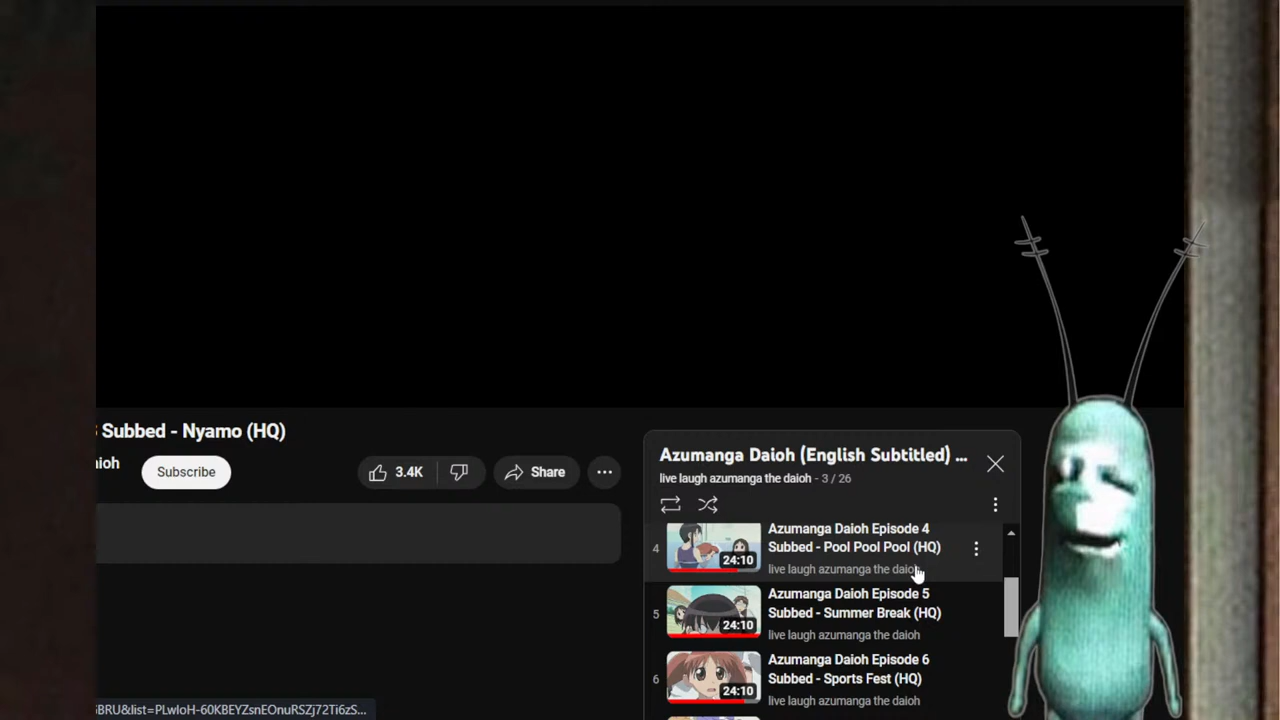 Subbed - Nyamo (HQ)
ioh
Subscribe
3.4K
Share
Azumanga Daioh (English Subtitled) ...
live laugh azumanga the daioh - 3 / 26
4
24:10
Azumanga Daioh Episode 4
Subbed - Pool Pool Pool (HQ)
live laugh azumanga the daioh
5
24:10
Azumanga Daioh Episode 5
Subbed - Summer Break (HQ)
live laugh azumanga the daioh
6
24:10
Azumanga Daioh Episode 6
Subbed - Sports Fest (HQ)
live laugh azumanga the daioh
BRU&list=PLwIoH-60KBEYZsnEOnuRSZj72Ti6zS...